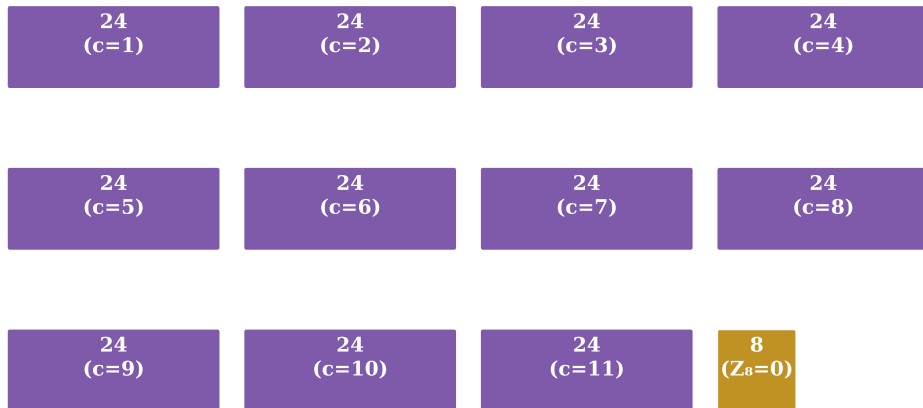 24
(c=1)
24
(c=2)
24
(c=3)
24
(c=4)
24
(c=5)
24
(c=6)
24
(c=7)
24
(c=8)
24
(c=9)
24
(c=10)
24
(c=11)
8
(Z₈=0)